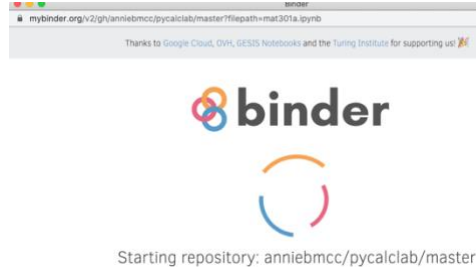 Binder
mybinder.org/v2/gh/anniebmcc/pycalclab/master?filepath=mat301a.ipynb
Thanks to Google Cloud, OVH, GESIS Notebooks and the Turing Institute for supporting us!
binder
Starting repository: anniebmcc/pycalclab/master